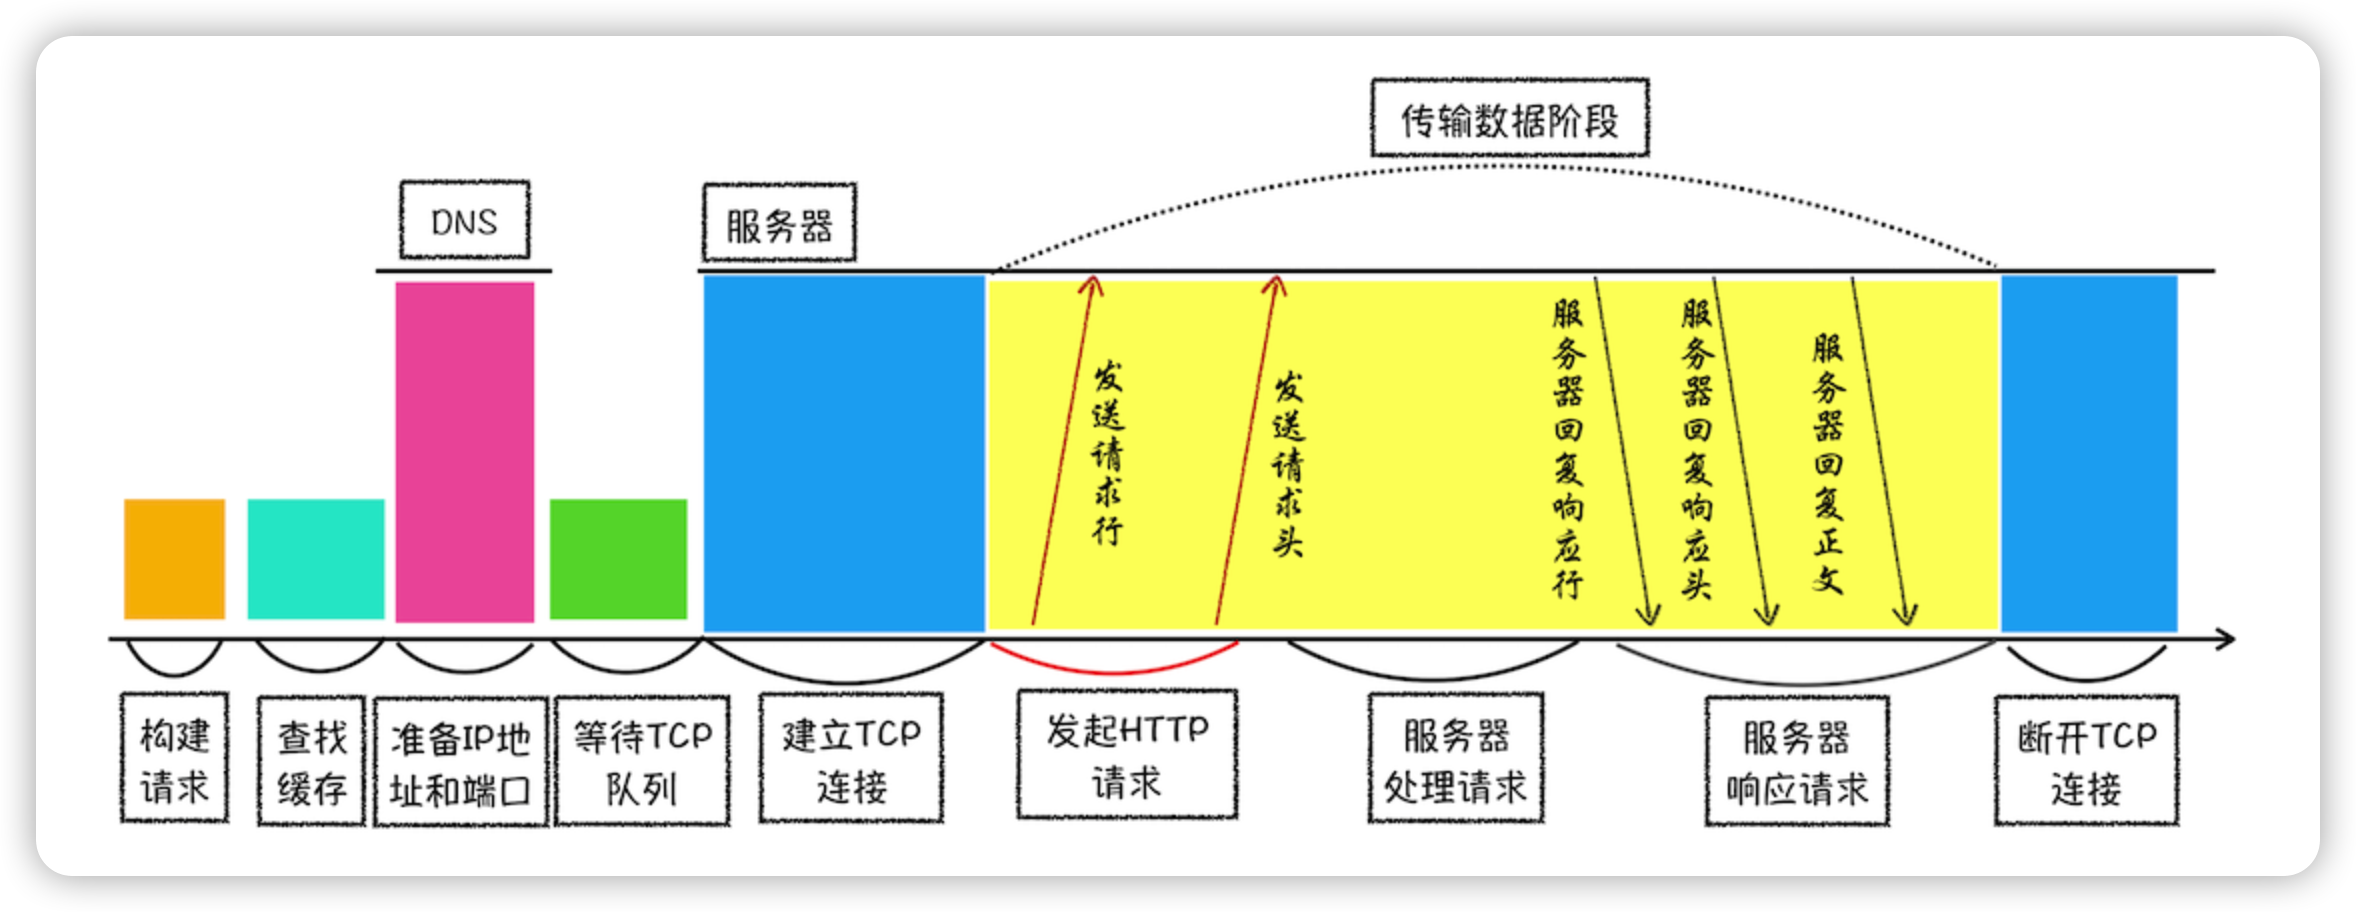 传输数据阶段
DNS
服务器
发送请求行
发送请求头
服务器回复响应行
服务器回复响应头
服务器回复正文
构建
请求
查找
缓存
准备IP地
址和端口
等待TCP
队列
建立TCP
连接
发起HTTP
请求
服务器
处理请求
服务器
响应请求
断开TCP
连接